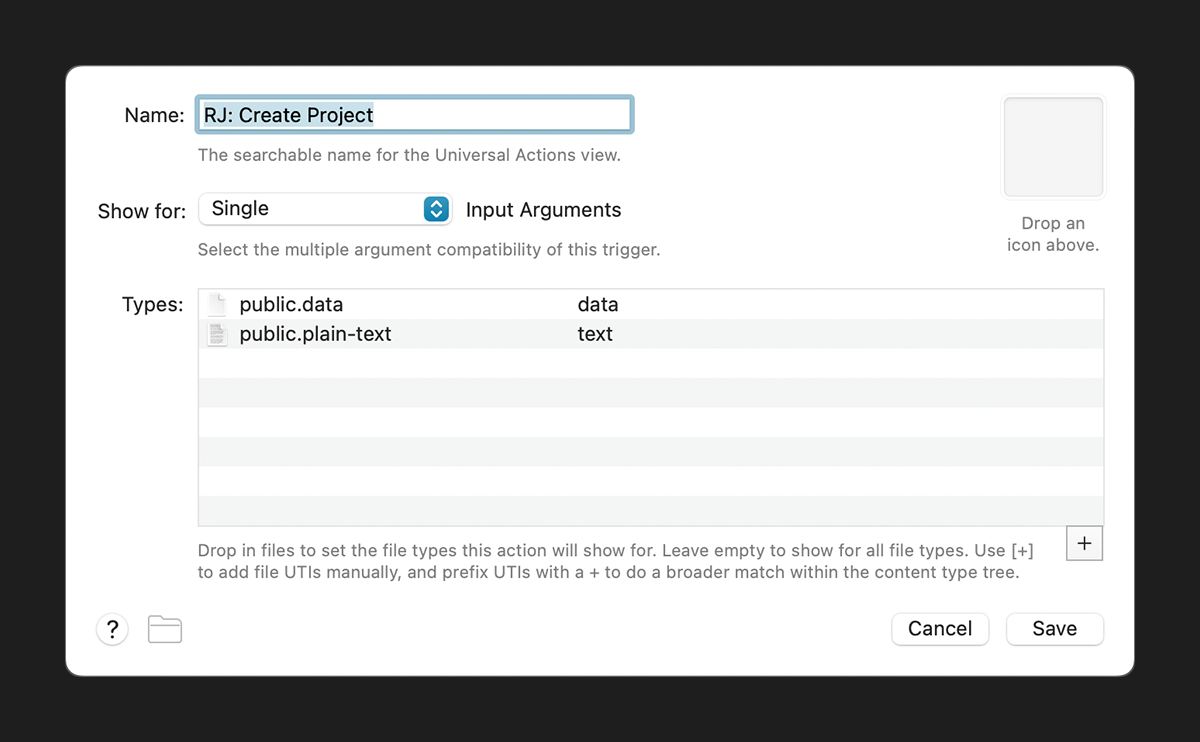 Name: RJ: Create Project
The searchable name for the Universal Actions view.
Show for: Single Input Arguments
Select the multiple argument compatibility of this trigger.
Drop an
icon above.
Types: public.data data
public.plain-text text
Drop in files to set the file types this action will show for. Leave empty to show for all file types. Use [+]
to add file UTIs manually, and prefix UTIs with a + to do a broader match within the content type tree.
+
? Cancel Save